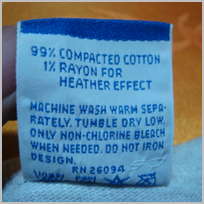 99% COMPACTED COTTON
1% RAYON FOR
HEATHER EFFECT
MACHINE WASH WARM SEPA-
RATELY, TUMBLE DRY LOW,
ONLY NON-CHLORINE BLEACH
WHEN NEEDED. DO NOT IRON
DESIGN.
RN 26094